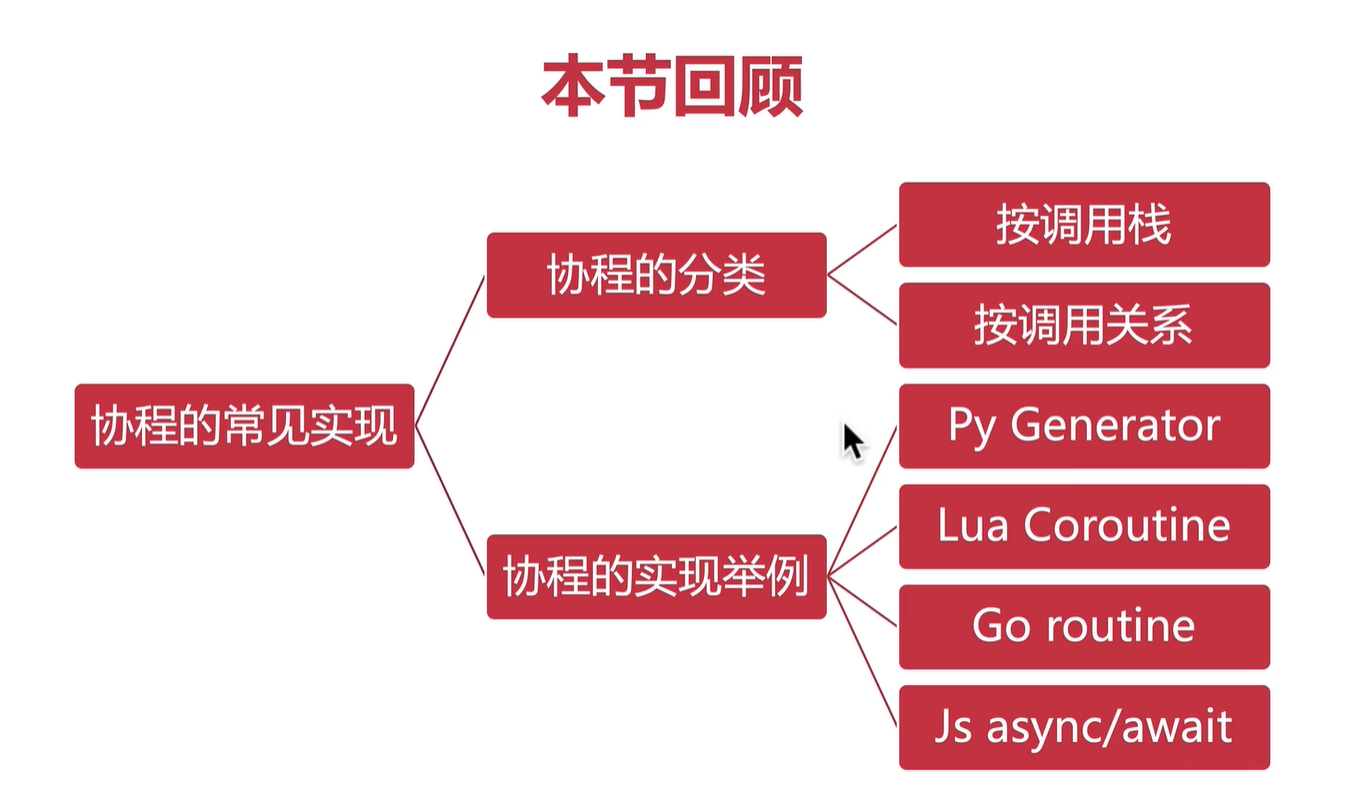 本节回顾
协程的常见实现
协程的分类
按调用栈
按调用关系
协程的实现举例
Py Generator
Lua Coroutine
Go routine
Js async/await